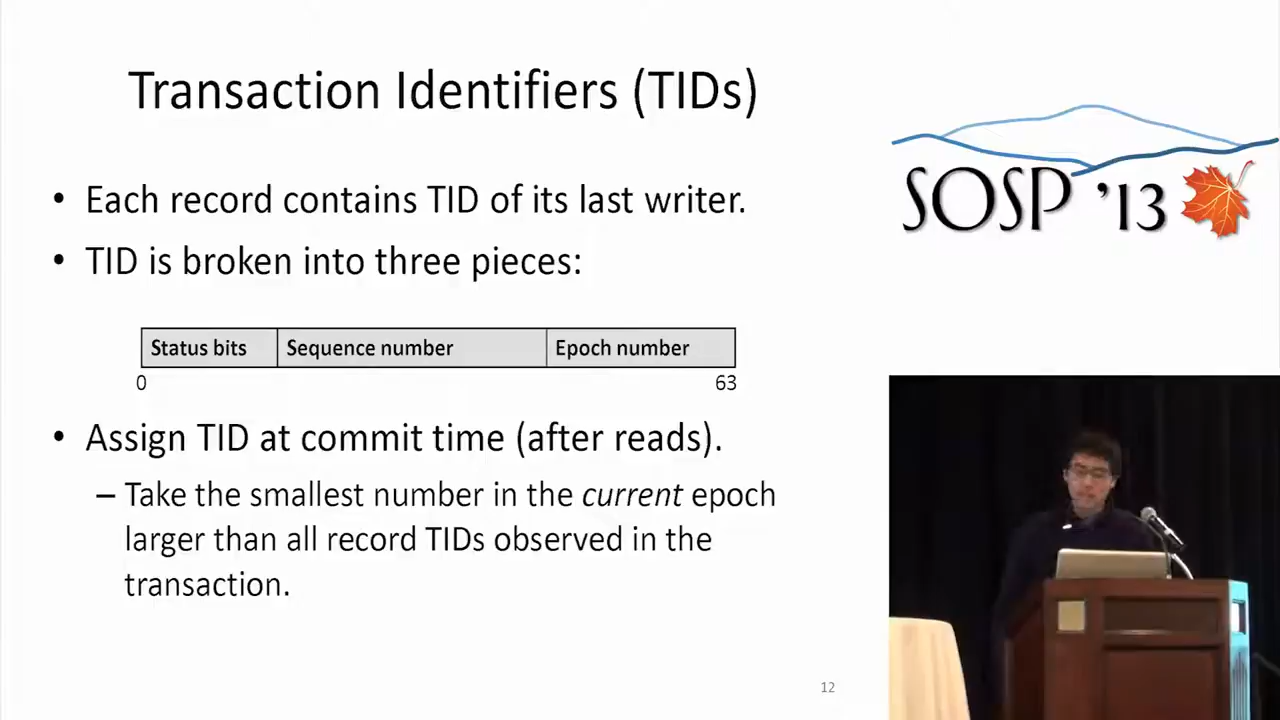 Transaction Identifiers (TIDs)
• Each record contains TID of its last writer.
• TID is broken into three pieces:
Status bits Sequence number Epoch number
0 63
• Assign TID at commit time (after reads).
– Take the smallest number in the current epoch
larger than all record TIDs observed in the
transaction.
12
SOSP '13